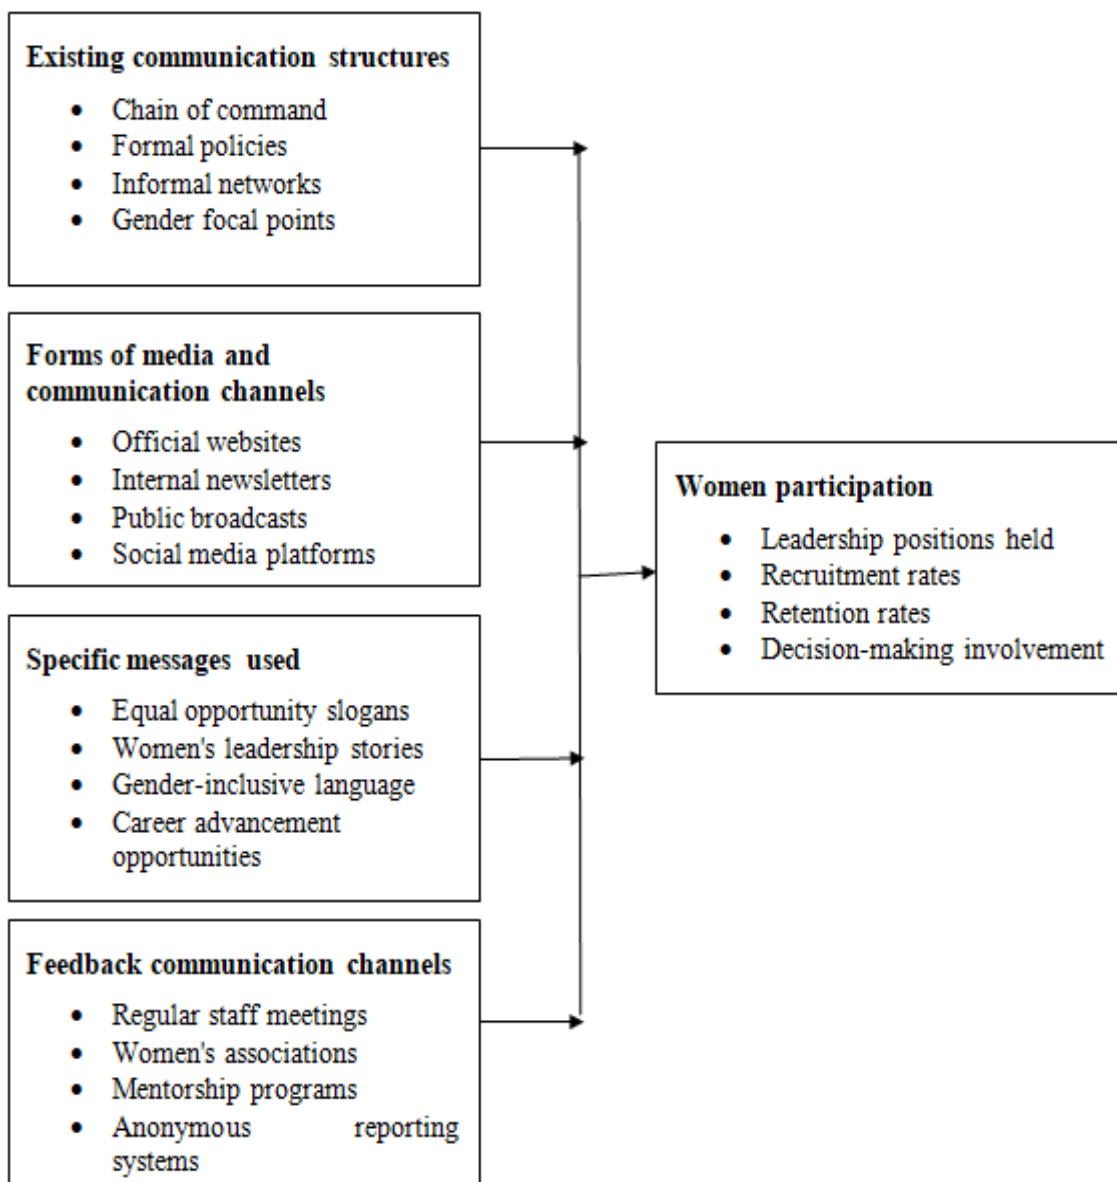 Existing communication structures
• Chain of command
• Formal policies
• Informal networks
• Gender focal points
Forms of media and
communication channels
• Official websites
• Internal newsletters
• Public broadcasts
• Social media platforms
Specific messages used
• Equal opportunity slogans
• Women's leadership stories
• Gender-inclusive language
• Career advancement
opportunities
Feedback communication channels
• Regular staff meetings
• Women's associations
• Mentorship programs
• Anonymous reporting
systems
Women participation
• Leadership positions held
• Recruitment rates
• Retention rates
• Decision-making involvement